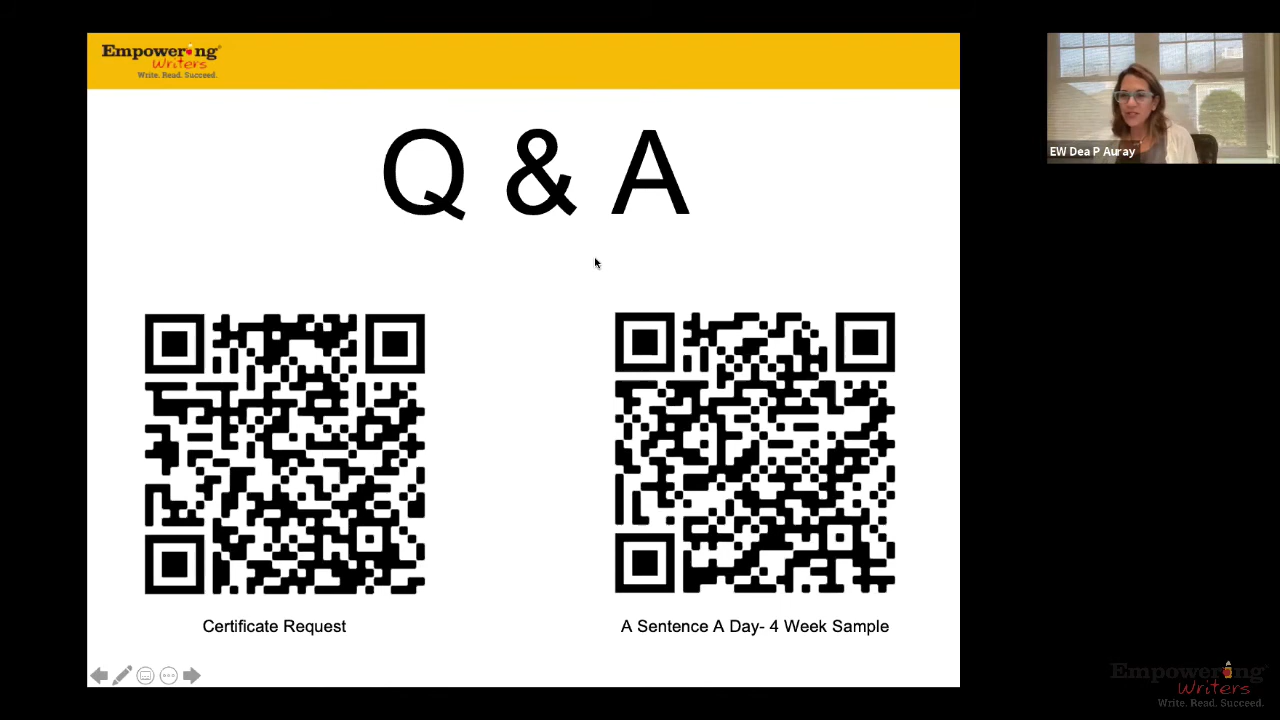 Empowering
Writers
Write. Read. Succeed.
Q & A
EW Dea P Auray
Certificate Request
A Sentence A Day- 4 Week Sample
Empowering
Writers
Write. Read. Succeed.